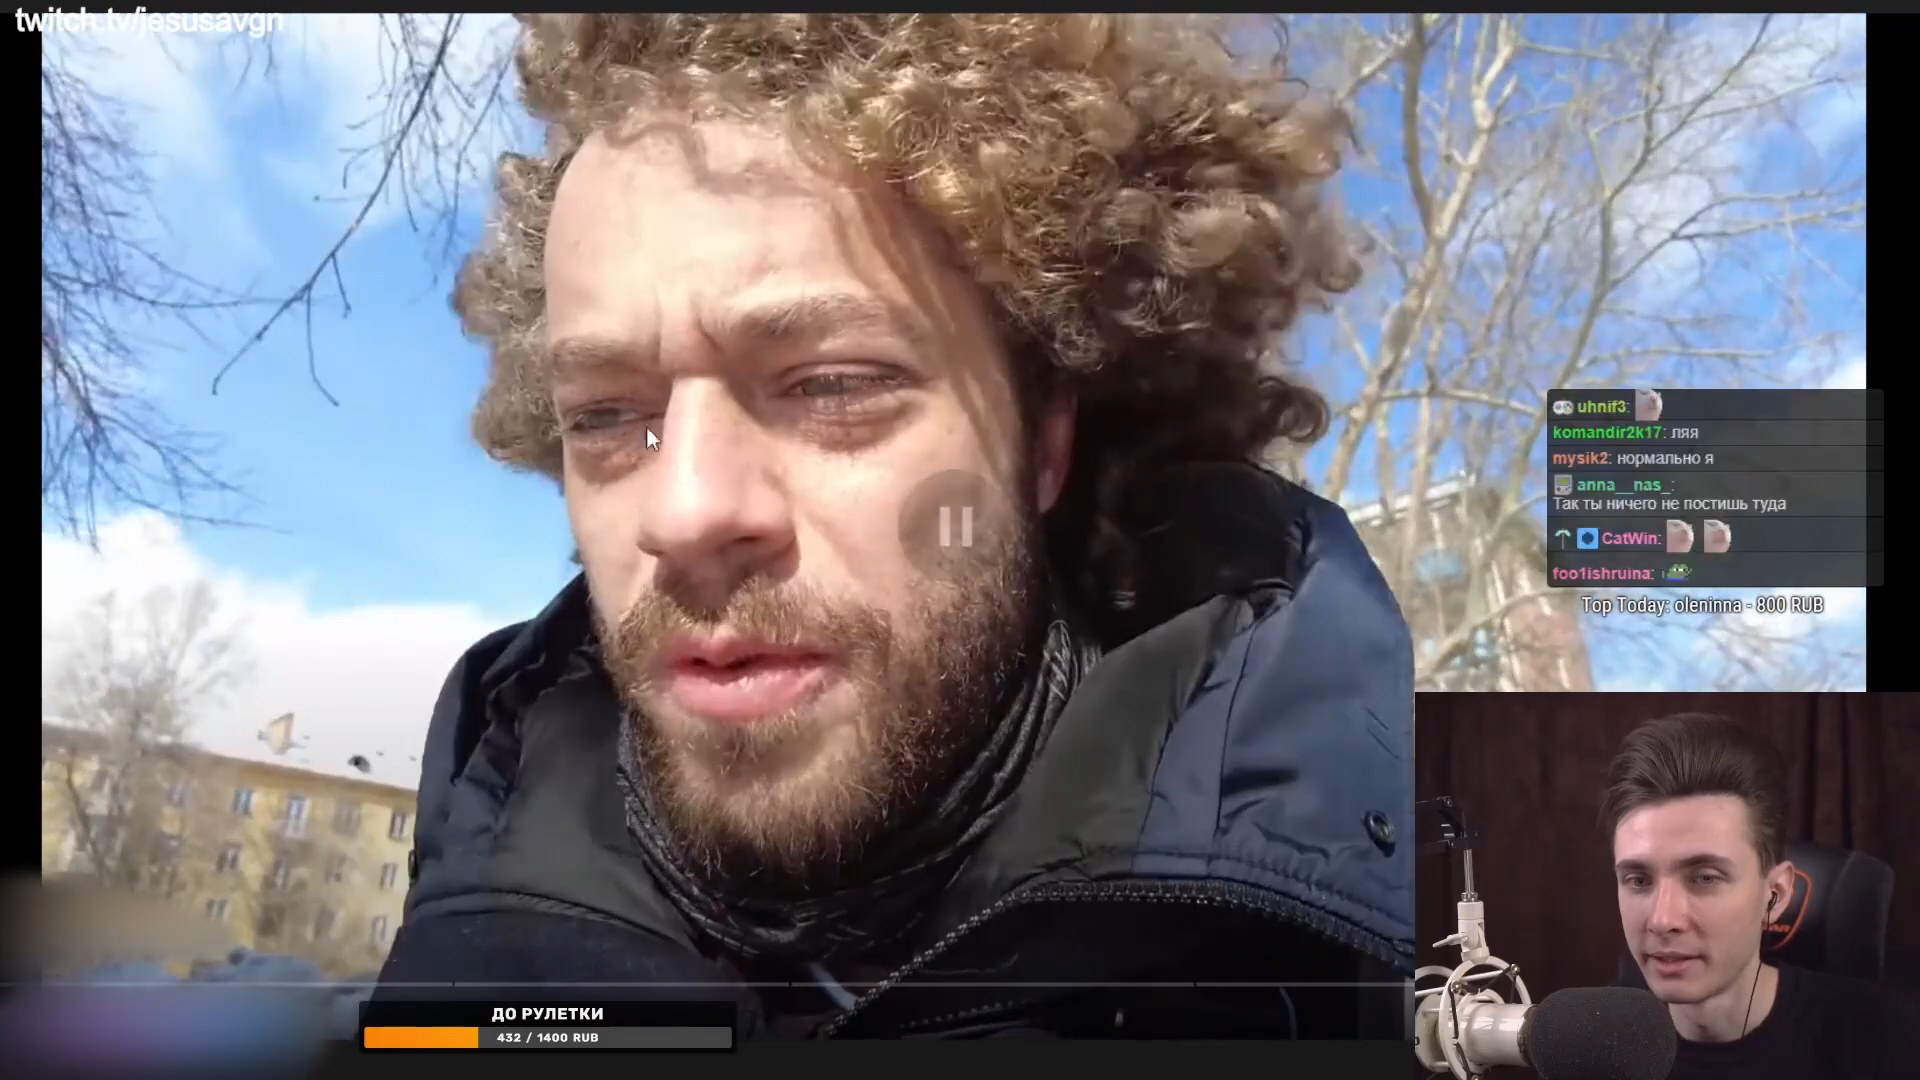 twitch.tv/jesusavgn
uhnif3:
komandir2k17: ляя
mysik2: нормально я
anna__nas_:
Так ты ничего не постишь туда
CatWin:
foo1ishruina:
Top Today: oleninna - 800 RUB
ДО РУЛЕТКИ
432 / 1400 RUB